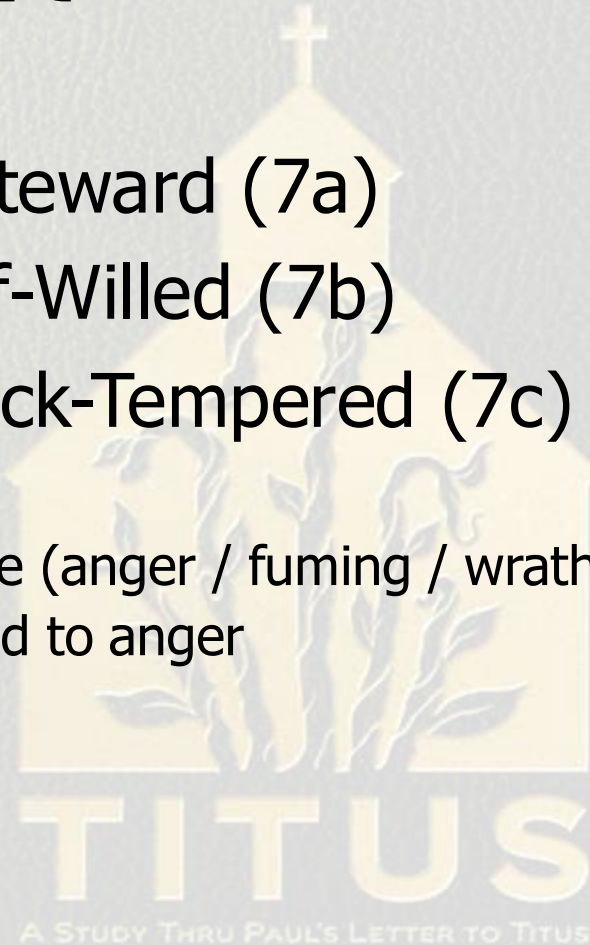 teward (7a)
f-Willed (7b)
ck-Tempered (7c)
e (anger / fuming / wrath
d to anger
TITUS
A STUDY THRU PAUL'S LETTER TO TITUS